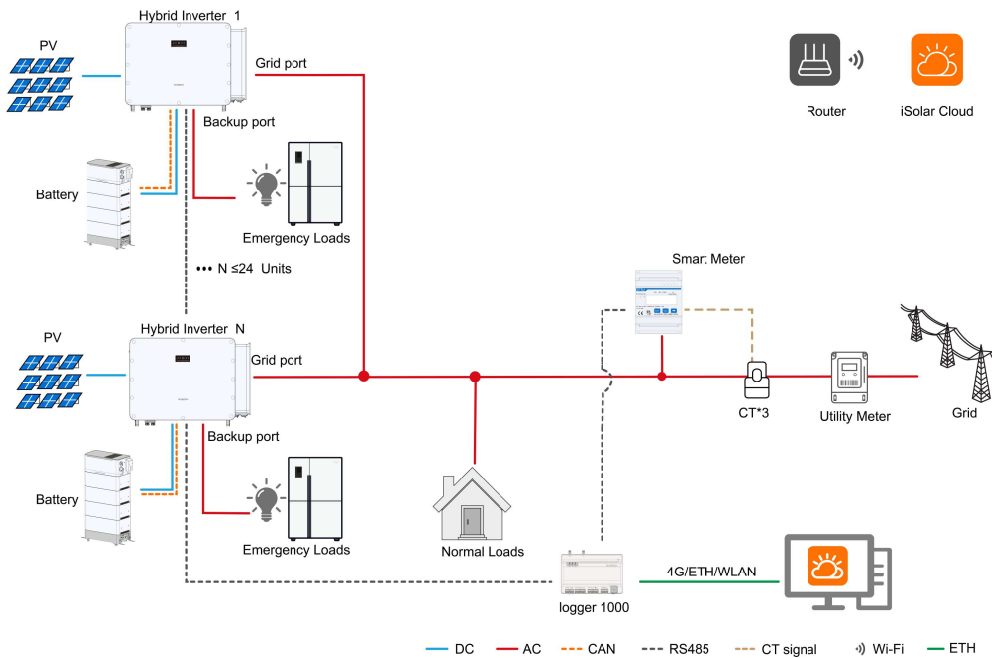 Hybrid Inverter 1
PV
Grid port
Backup port
Battery
Emergency Loads
Router
iSolar Cloud
••• N ≤24 Units
Smart Meter
Hybrid Inverter N
PV
Grid port
Backup port
Battery
Emergency Loads
Normal Loads
CT*3
Utility Meter
Grid
logger 1000
4G/ETH/WLAN
DC
AC
CAN
RS485
CT signal
Wi-Fi
ETH